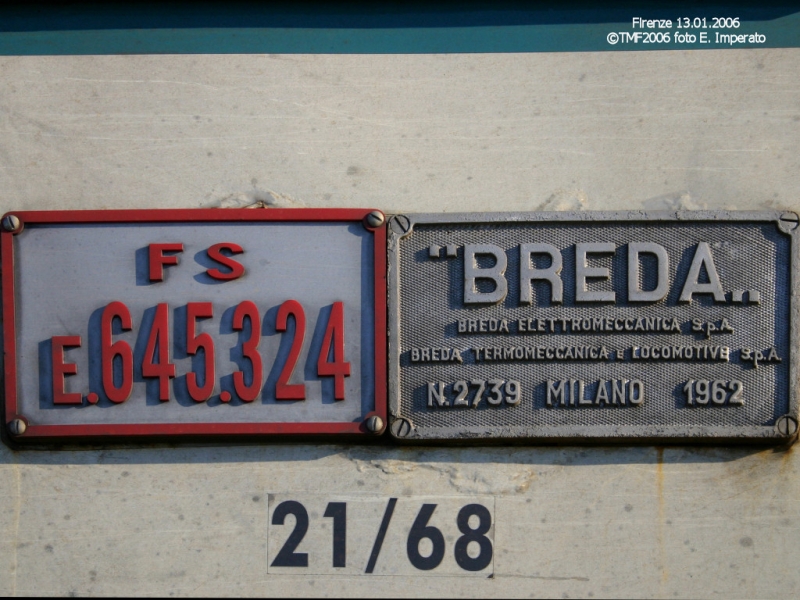 Firenze 13.01.2006
©TMF2006 foto E. Imperato
FS
E.645.324
"BREDA"
BREDA ELETTROMECCANICA S.p.A.
BREDA TERMOMECCANICA E LOCOMOTIVE S.p.A.
N.2739 MILANO 1962
21/68